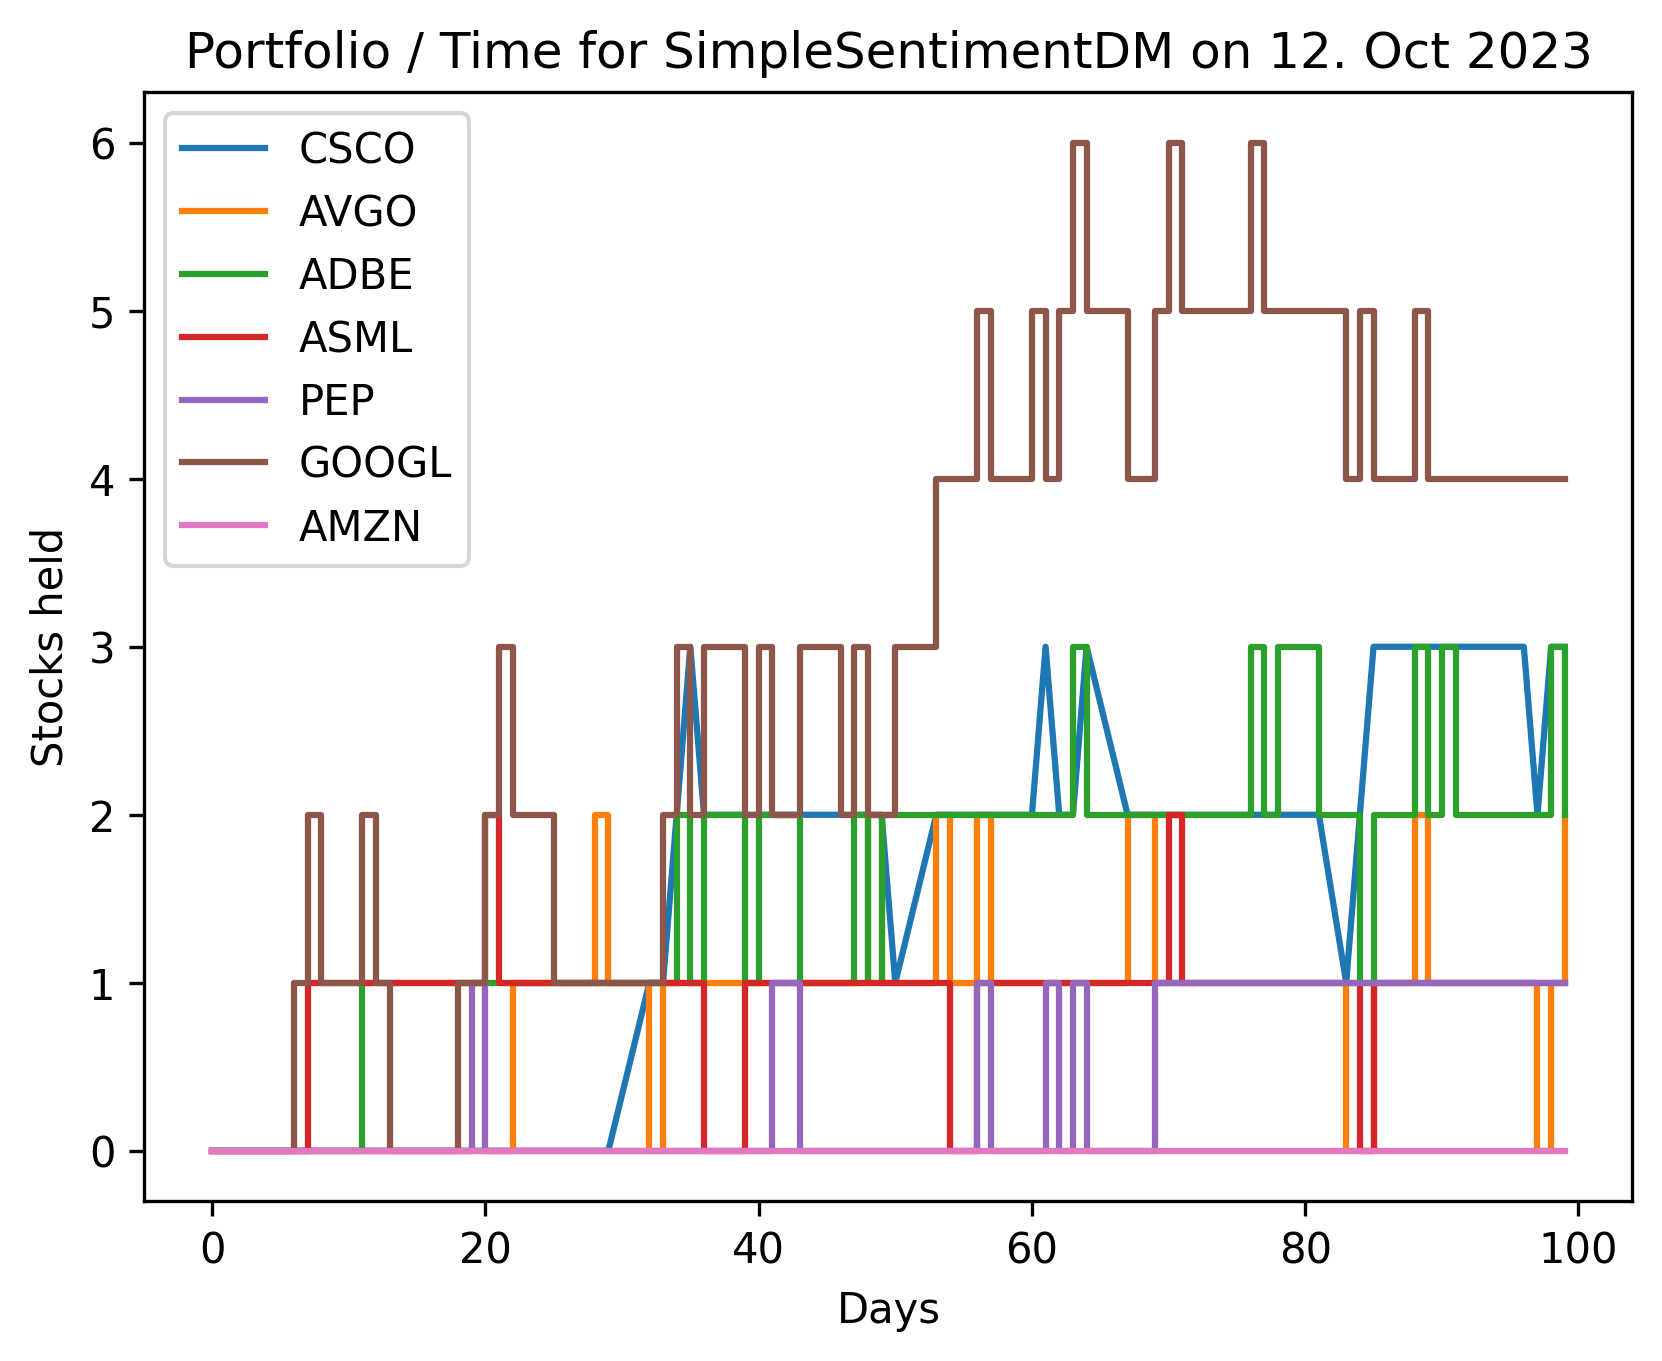 Portfolio / Time for SimpleSentimentDM on 12. Oct 2023
CSCO
AVGO
ADBE
ASML
PEP
GOOGL
AMZN
6
5
4
3
2
1
0
Stocks held
0 20 40 60 80 100
Days